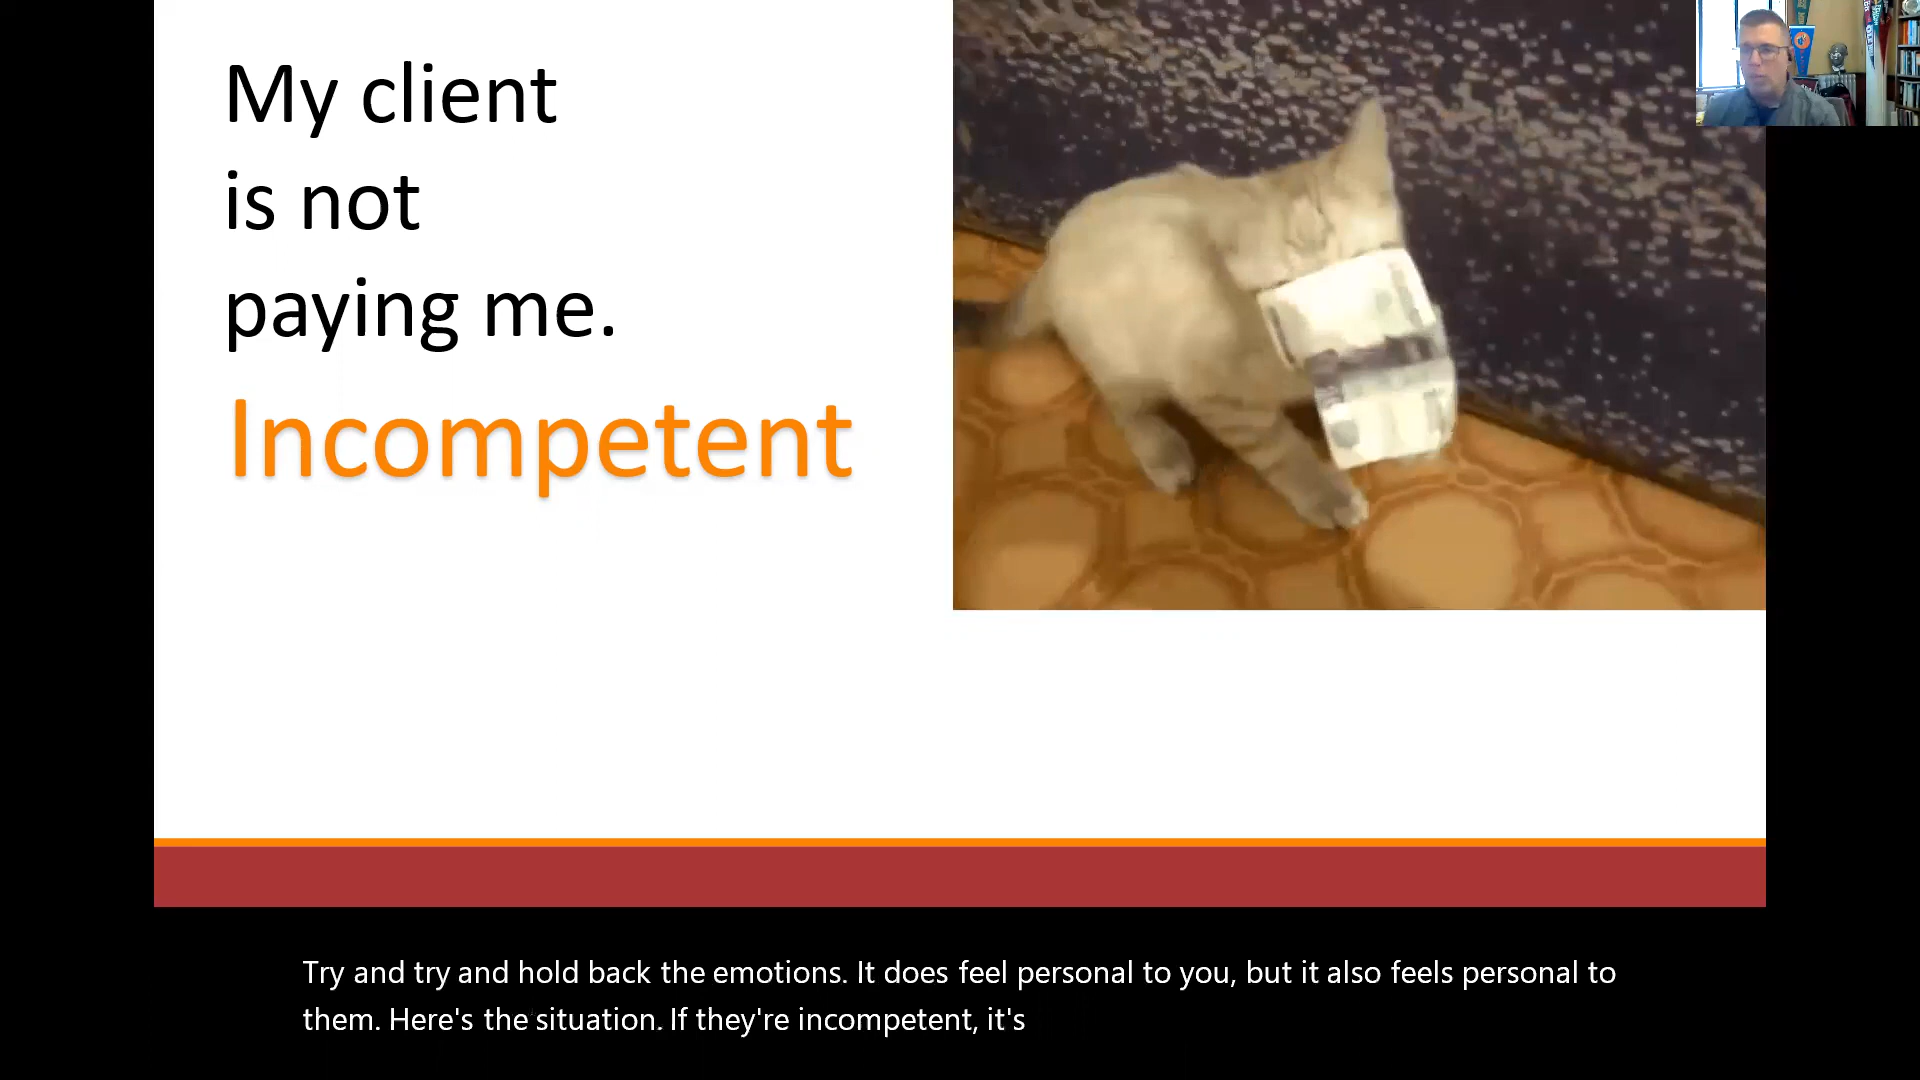 My client
is not
paying me.
Incompetent
Try and try and hold back the emotions. It does feel personal to you, but it also feels personal to
them. Here's the situation. If they're incompetent, it's